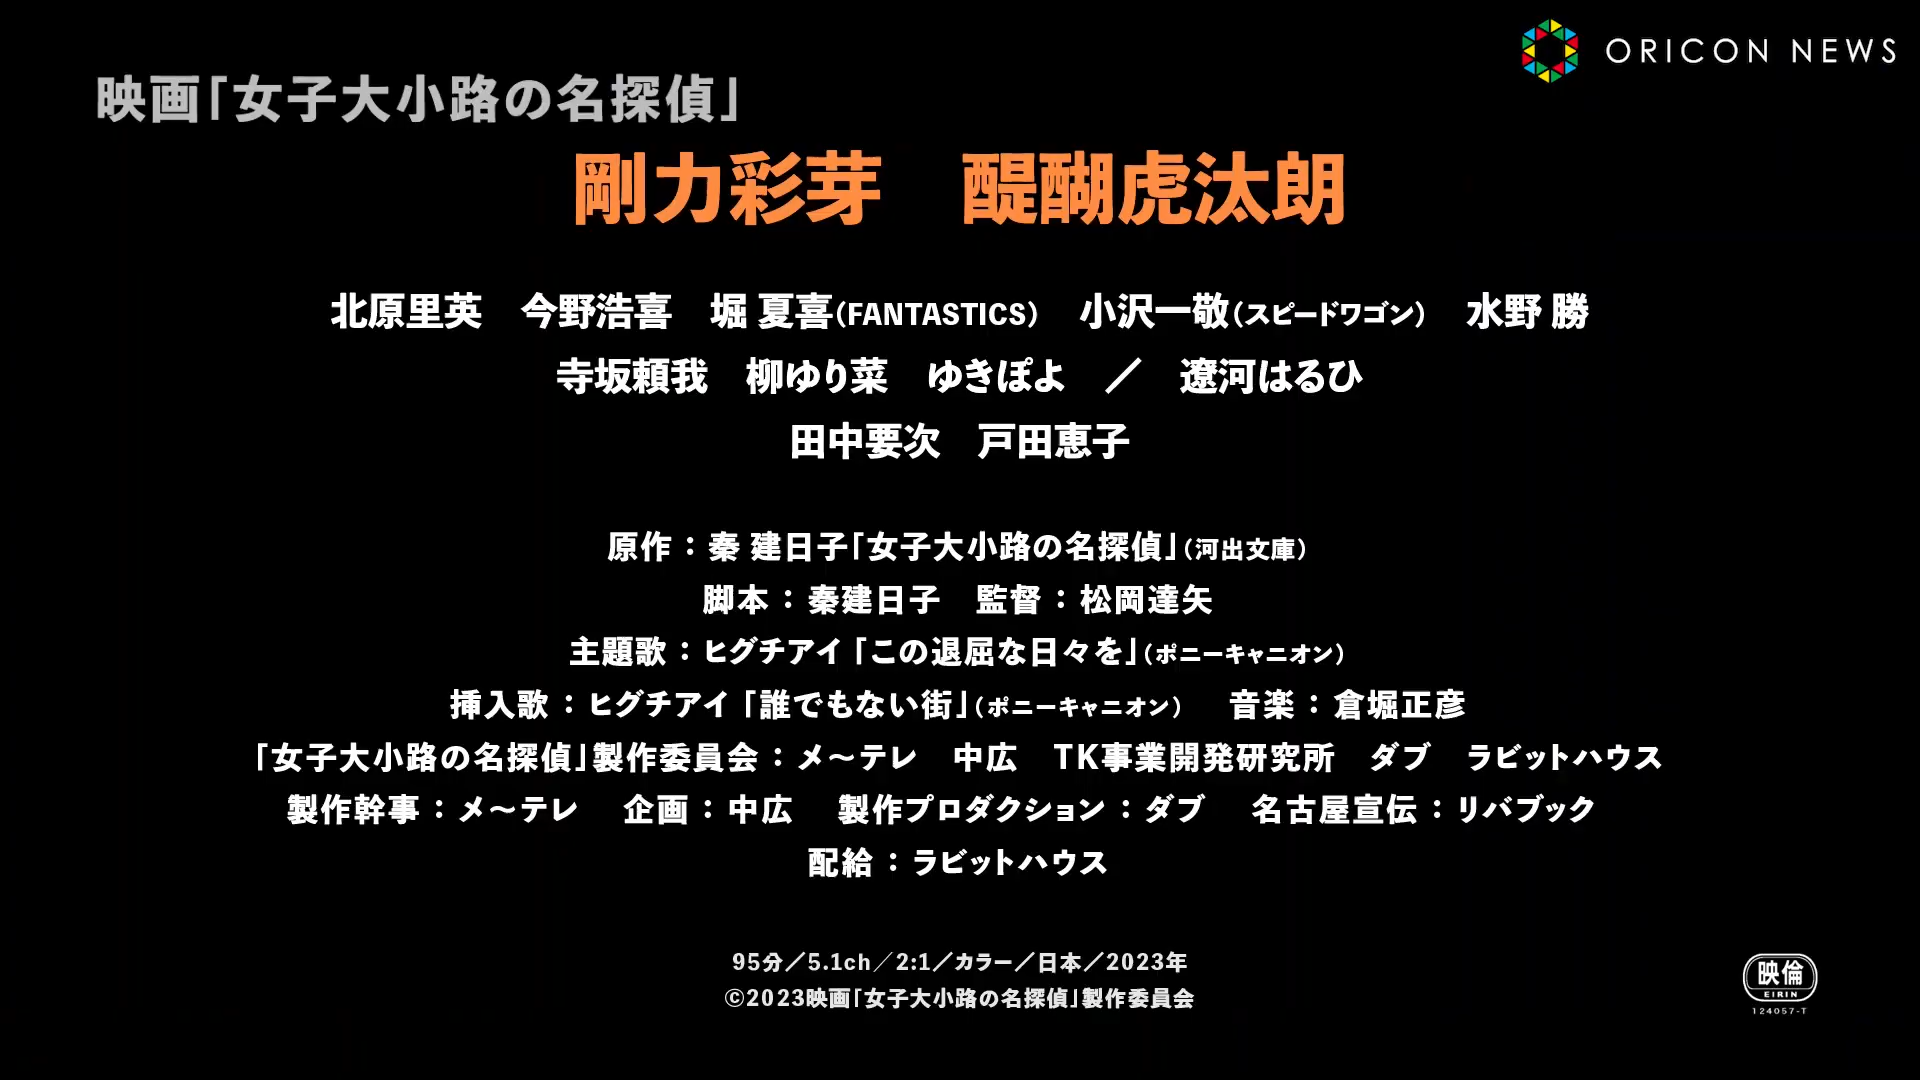 ORICON NEWS
映画「女子大小路の名探偵」
剛力彩芽　醍醐虎汰朗
北原里英　今野浩喜　堀 夏喜(FANTASTICS)　小沢一敬(スピードワゴン)　水野 勝
寺坂頼我　柳ゆり菜　ゆきぽよ　／　遼河はるひ
田中要次　戸田恵子
原作：秦 建日子「女子大小路の名探偵」(河出文庫)
脚本：秦建日子　監督：松岡達矢
主題歌：ヒグチアイ「この退屈な日々を」(ポニーキャニオン)
挿入歌：ヒグチアイ「誰でもない街」(ポニーキャニオン)　音楽：倉堀正彦
「女子大小路の名探偵」製作委員会：メ〜テレ　中広　TK事業開発研究所　ダブ　ラビットハウス
製作幹事：メ〜テレ　企画：中広　製作プロダクション：ダブ　名古屋宣伝：リバブック
配給：ラビットハウス
95分／5.1ch／2:1／カラー／日本／2023年
©2023映画「女子大小路の名探偵」製作委員会
映倫
EIRIN
124057-T